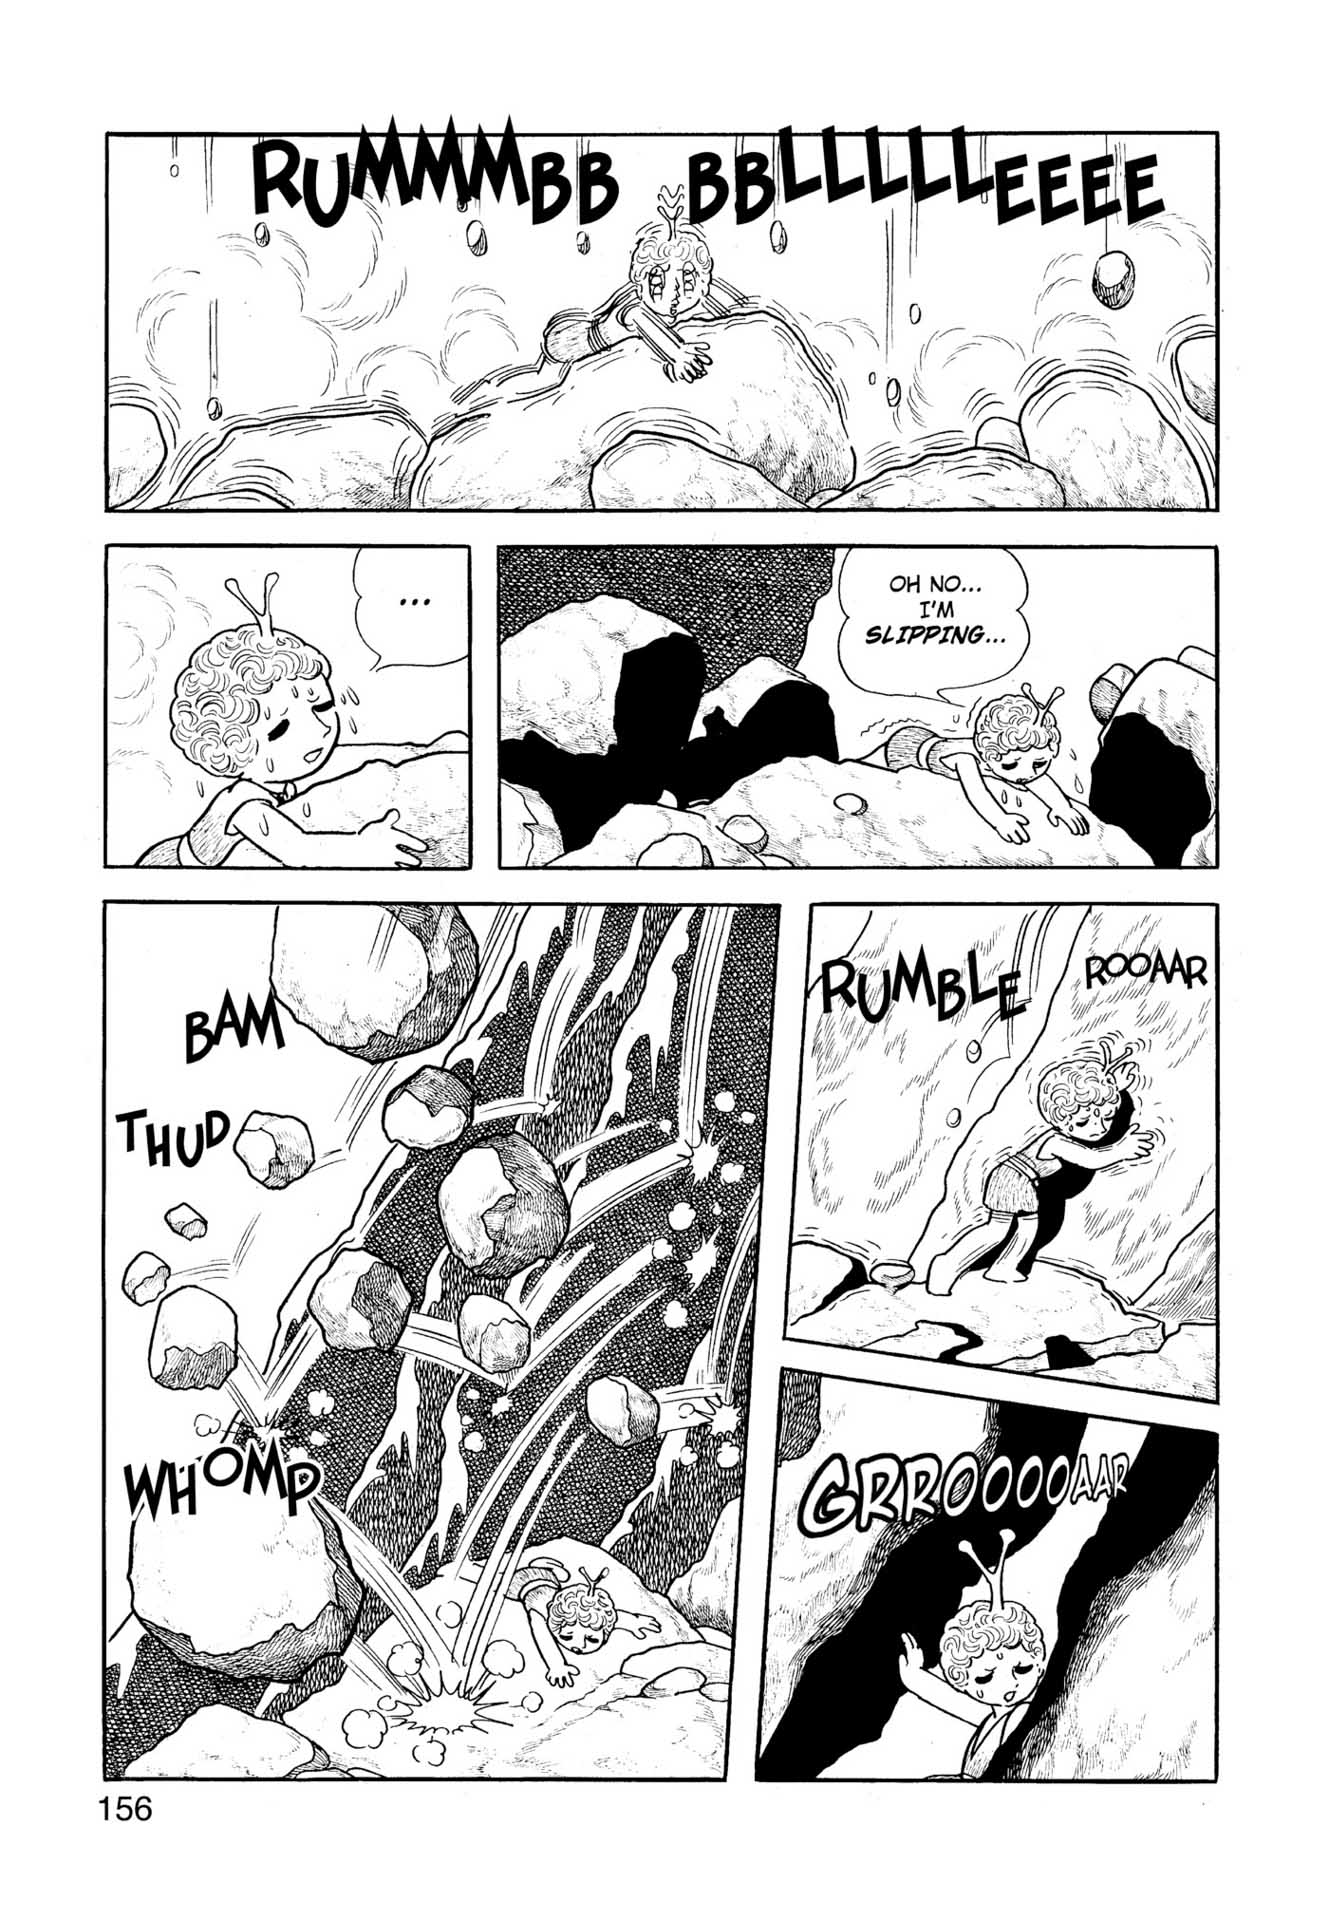 RUMMMBB BBLLLLLEEEE
...
OH NO...
I'M
SLIPPING...
BAM
THUD
WHOMP
RUMBLE
ROOAAR
GRROOOOAAR
156